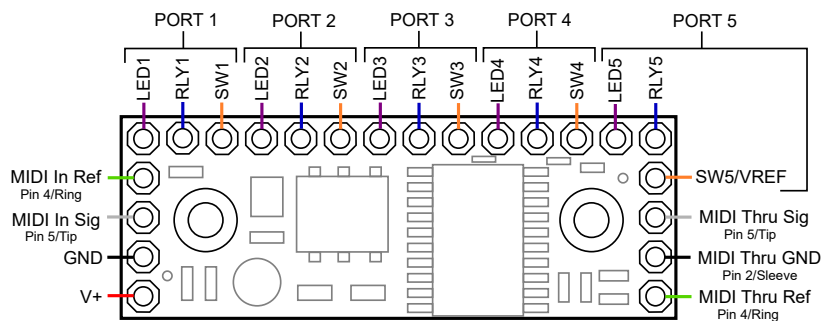 PORT 1 PORT 2 PORT 3 PORT 4 PORT 5
LED1 RLY1 SW1 LED2 RLY2 SW2 LED3 RLY3 SW3 LED4 RLY4 SW4 LED5 RLY5
MIDI In Ref
Pin 4/Ring
MIDI In Sig
Pin 5/Tip
GND
V+
SW5/VREF
MIDI Thru Sig
Pin 5/Tip
MIDI Thru GND
Pin 2/Sleeve
MIDI Thru Ref
Pin 4/Ring